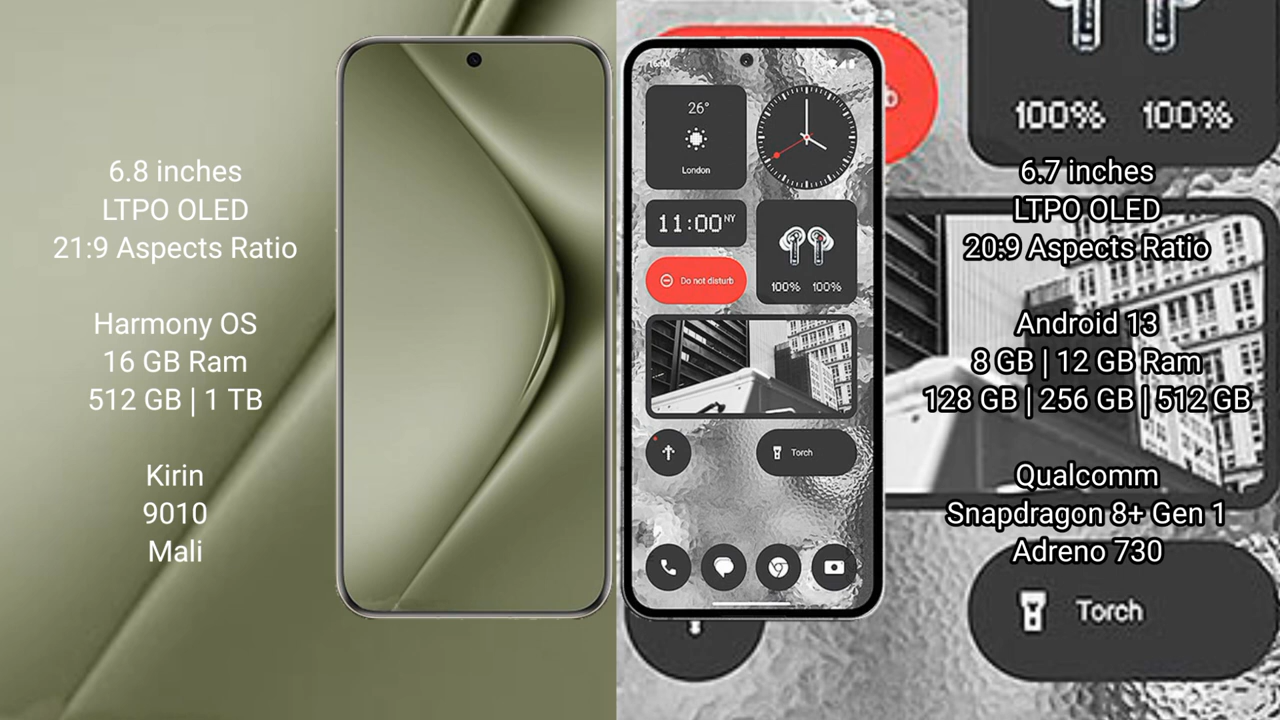 6.8 inches
LTPO OLED
21:9 Aspects Ratio
Harmony OS
16 GB Ram
512 GB | 1 TB
Kirin
9010
Mali
26°
London
11:00 NY
Do not disturb
100% 100%
Torch
100% 100%
6.7 inches
LTPO OLED
20:9 Aspects Ratio
Android 13
8 GB | 12 GB Ram
128 GB | 256 GB | 512 GB
Qualcomm
Snapdragon 8+ Gen 1
Adreno 730
Torch